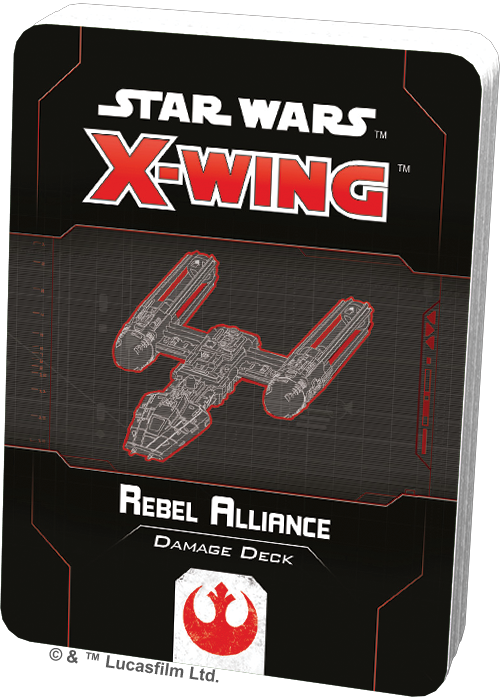 STAR WARS ™
X-WING ™
REBEL ALLIANCE
DAMAGE DECK
© & ™ Lucasfilm Ltd.